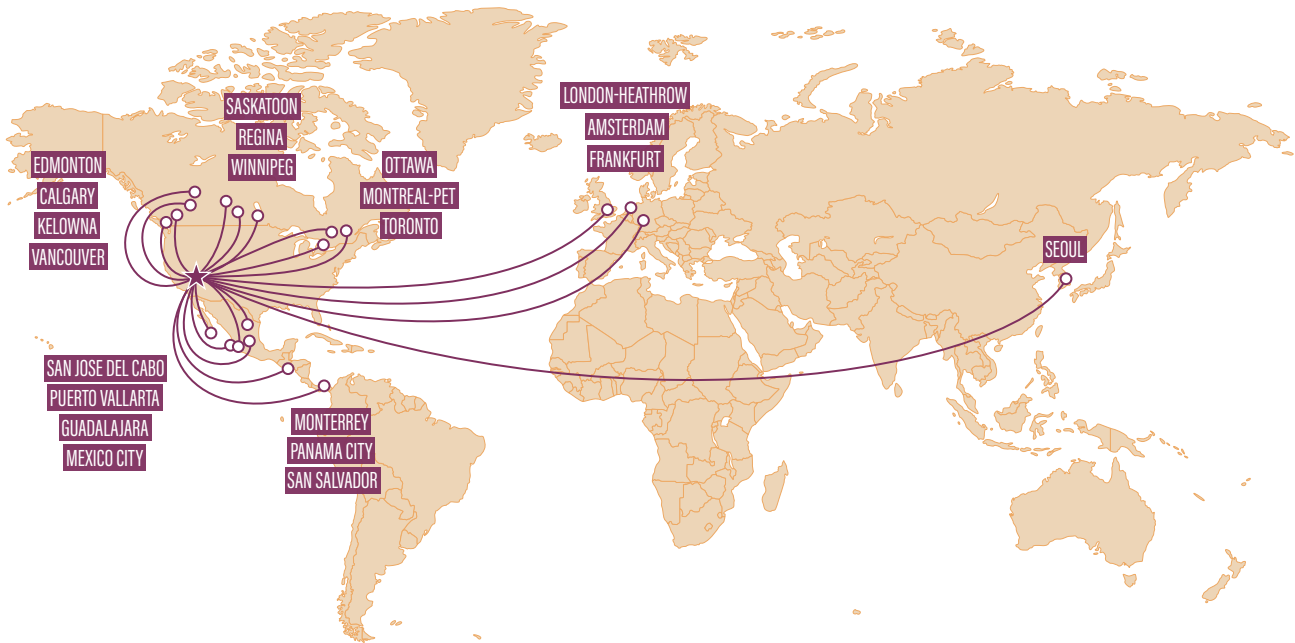 SASKATOON
REGINA
WINNIPEG
EDMONTON
CALGARY
KELOWNA
VANCOUVER
OTTAWA
MONTREAL-PET
TORONTO
LONDON-HEATHROW
AMSTERDAM
FRANKFURT
SEOUL
SAN JOSE DEL CABO
PUERTO VALLARTA
GUADALAJARA
MEXICO CITY
MONTERREY
PANAMA CITY
SAN SALVADOR